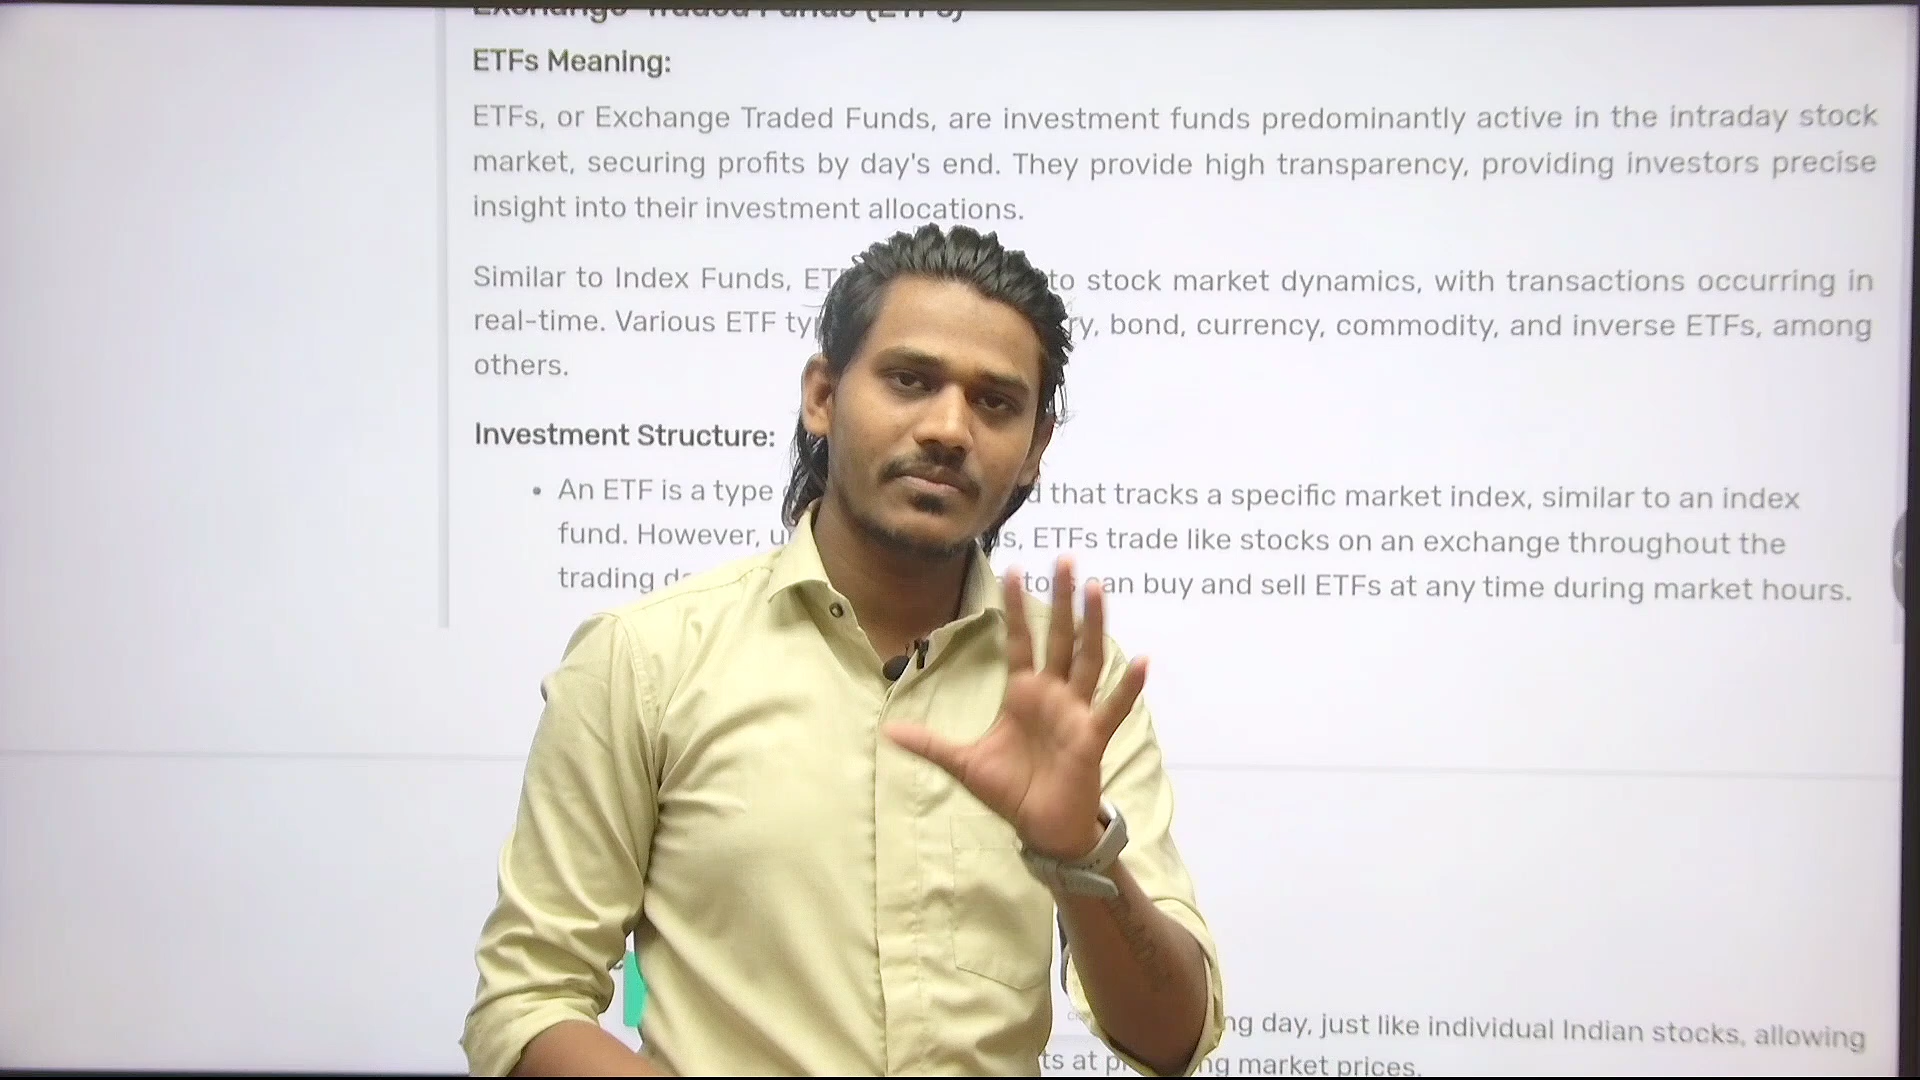 Exchange Traded Funds (ETFs)
ETFs Meaning:
ETFs, or Exchange Traded Funds, are investment funds predominantly active in the intraday stock
market, securing profits by day's end. They provide high transparency, providing investors precise
insight into their investment allocations.
Similar to Index Funds, to stock market dynamics, with transactions occurring in
real-time. Various ETF bond, currency, commodity, and inverse ETFs, among
others.
Investment Structure:
• An ETF is a type that tracks a specific market index, similar to an index
fund. However, ETFs trade like stocks on an exchange throughout the
trading can buy and sell ETFs at any time during market hours.
day, just like individual Indian stocks, allowing
at market prices.